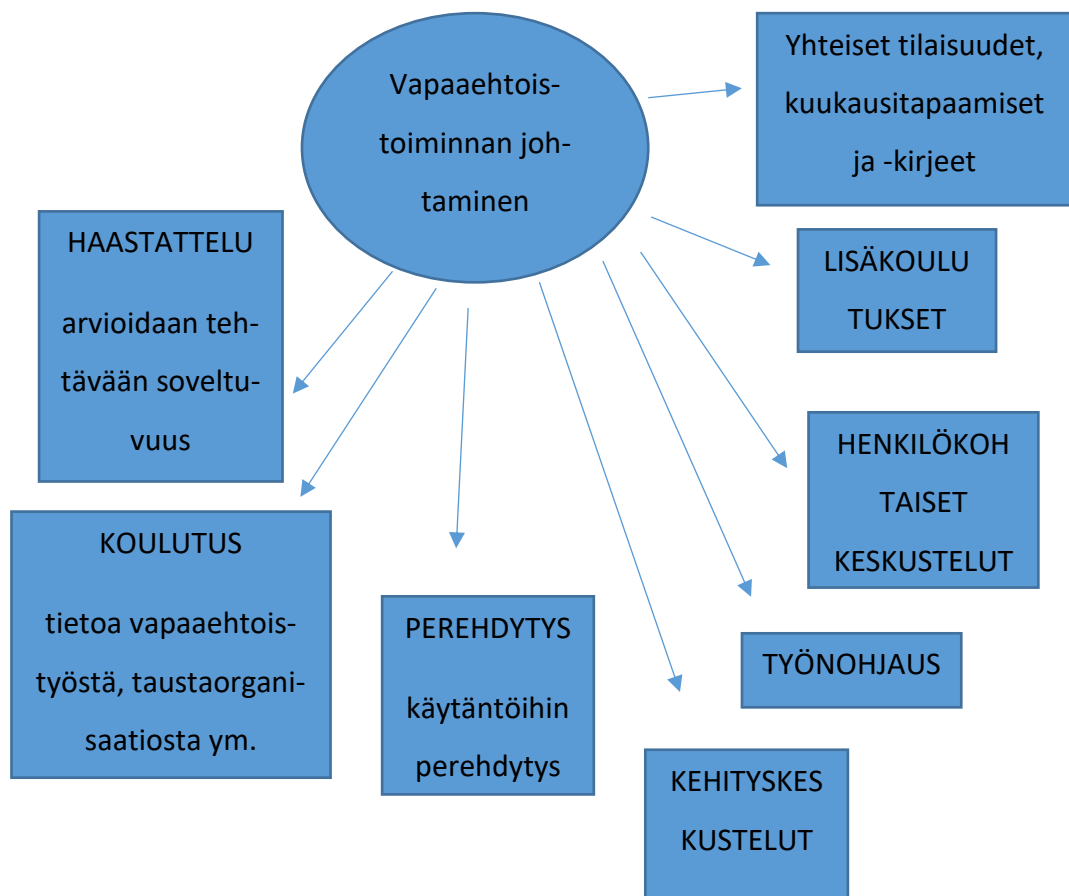 Vapaaehtois-
toiminnan joh-
taminen
Yhteiset tilaisuudet,
kuukausitapaamiset
ja -kirjeet
HAASTATTELU
arvioidaan teh-
tävään soveltu-
vuus
LISÄKOULU
TUKSET
HENKILÖKOH
TAISET
KESKUSTELUT
KOULUTUS
tietoa vapaaehtois-
työstä, taustaorgani-
saatiosta ym.
PEREHDYTYS
käytäntöihin
perehdytys
TYÖNOHJAUS
KEHITYSKES
KUSTELUT